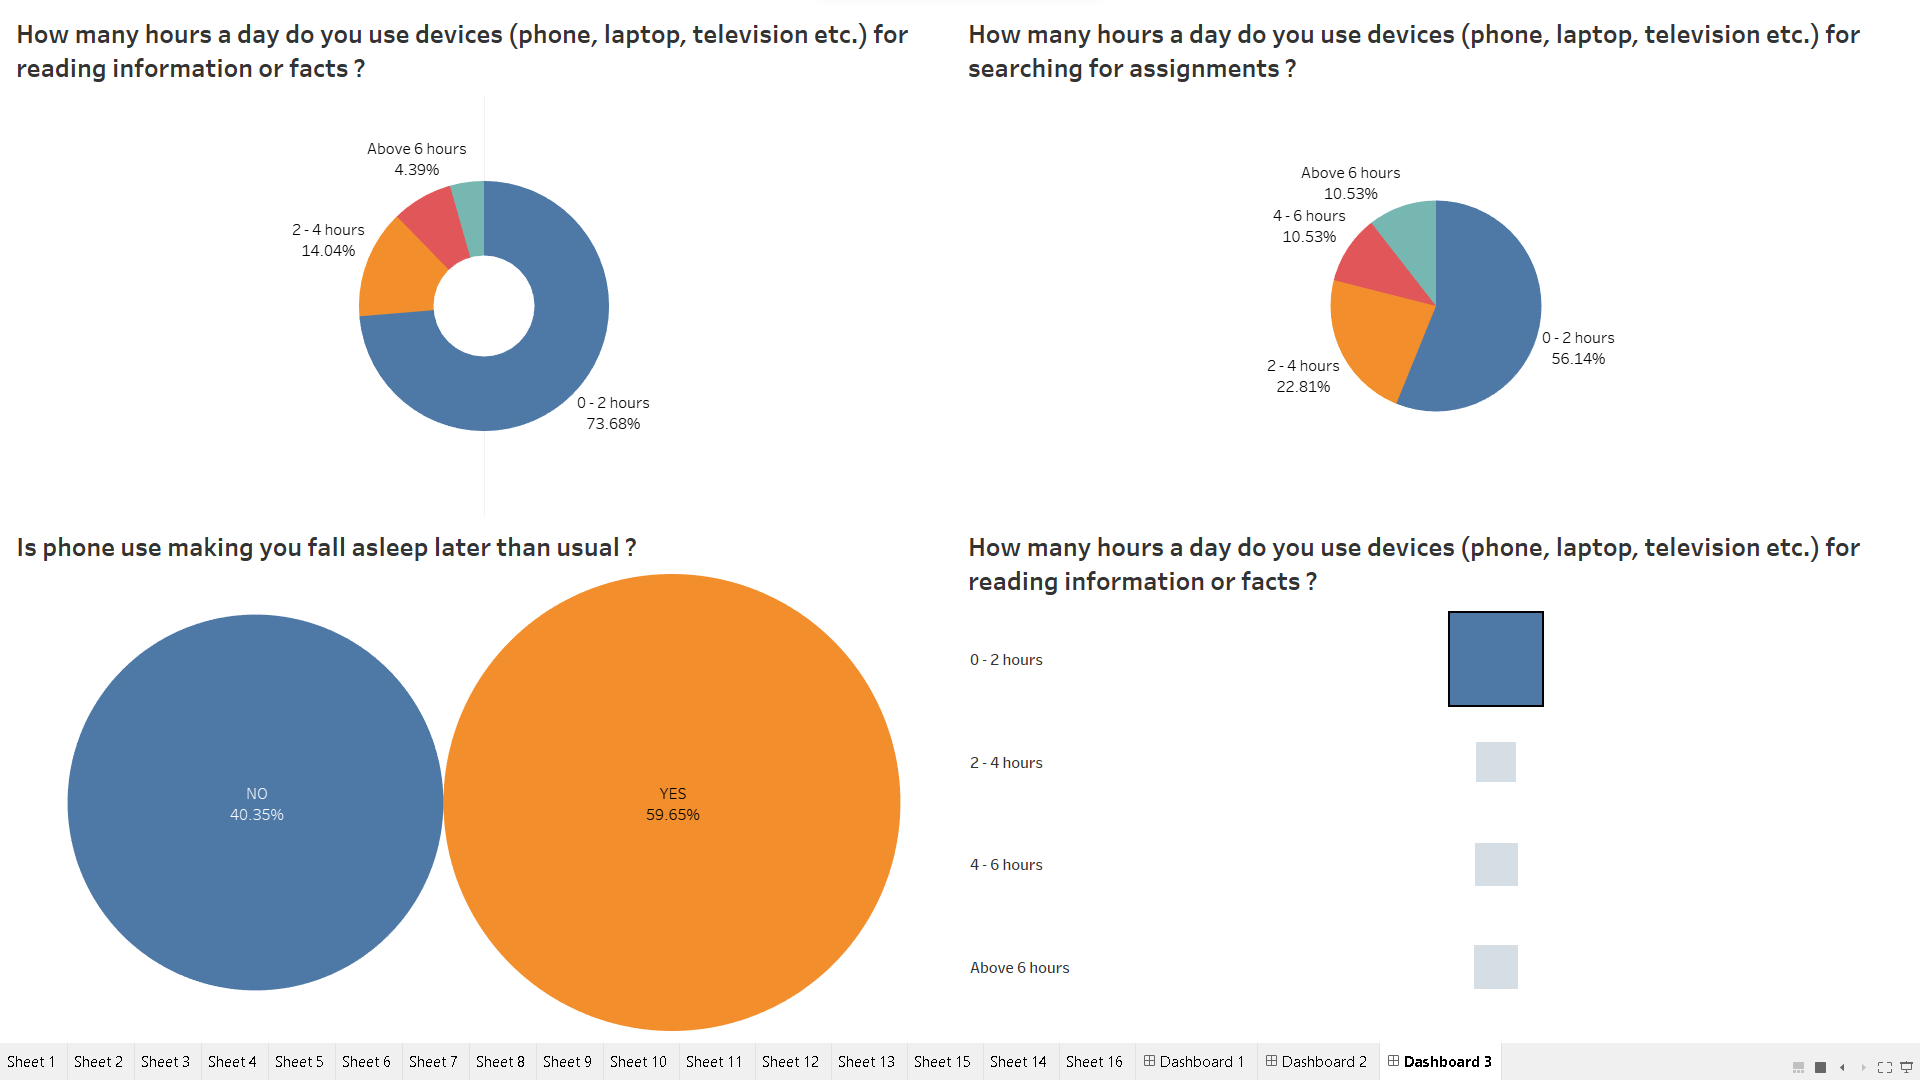 How many hours a day do you use devices (phone, laptop, television etc.) for
reading information or facts ?
Above 6 hours
4.39%
2 - 4 hours
14.04%
0 - 2 hours
73.68%
How many hours a day do you use devices (phone, laptop, television etc.) for
searching for assignments ?
Above 6 hours
10.53%
4 - 6 hours
10.53%
0 - 2 hours
56.14%
2 - 4 hours
22.81%
Is phone use making you fall asleep later than usual ?
NO
40.35%
YES
59.65%
How many hours a day do you use devices (phone, laptop, television etc.) for
reading information or facts ?
0 - 2 hours
2 - 4 hours
4 - 6 hours
Above 6 hours
Sheet 1
Sheet 2
Sheet 3
Sheet 4
Sheet 5
Sheet 6
Sheet 7
Sheet 8
Sheet 9
Sheet 10
Sheet 11
Sheet 12
Sheet 13
Sheet 15
Sheet 14
Sheet 16
Dashboard 1
Dashboard 2
Dashboard 3